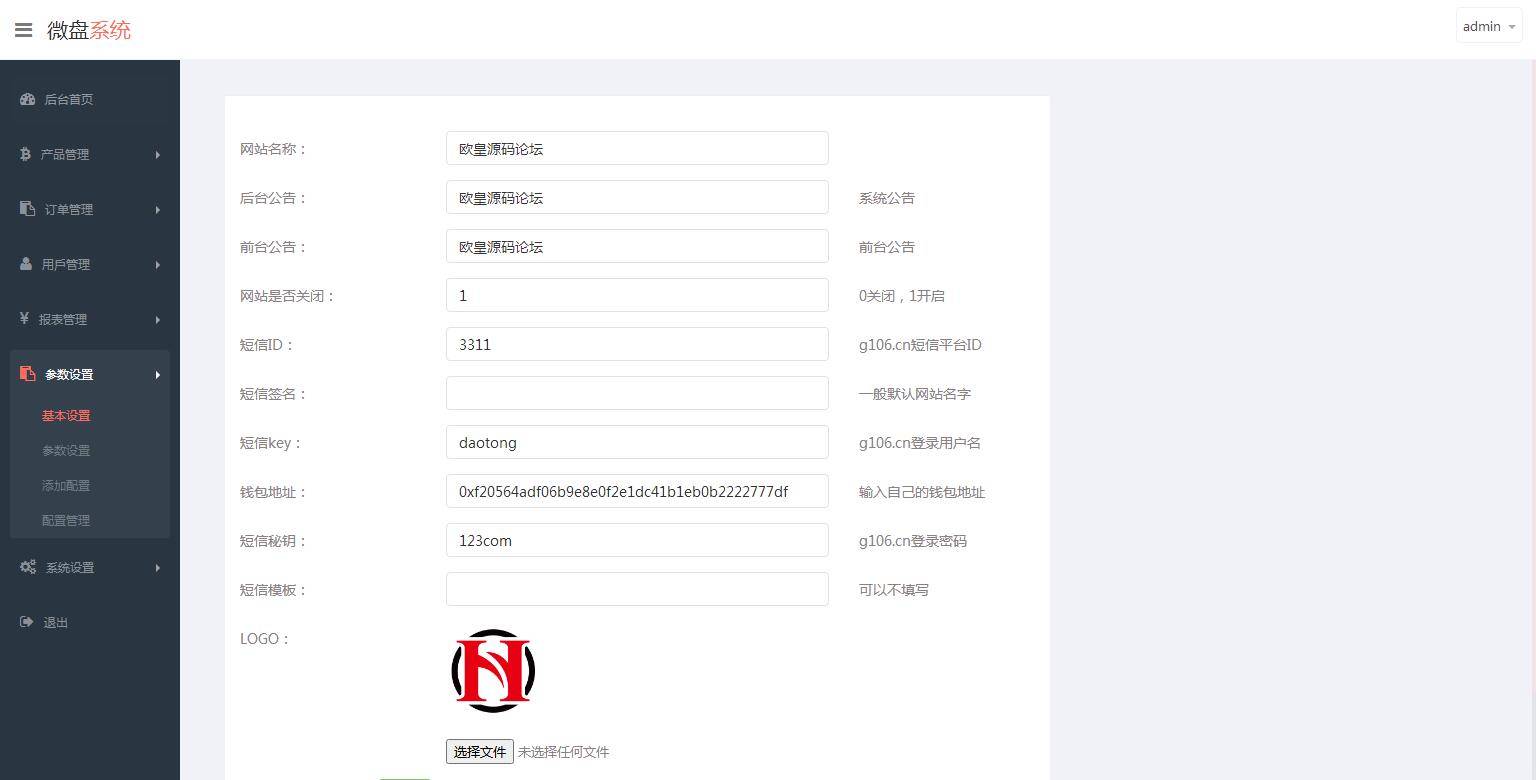 微盘系统
admin
后台首页
产品管理
订单管理
用戶管理
报表管理
参数设置
基本设置
参数设置
添加配置
配置管理
系统设置
退出
网站名称： 欧皇源码论坛
后台公告： 欧皇源码论坛 系统公告
前台公告： 欧皇源码论坛 前台公告
网站是否关闭： 1 0关闭，1开启
短信ID： 3311 g106.cn短信平台ID
短信签名： 一般默认网站名字
短信key： daotong g106.cn登录用户名
钱包地址： 0xf20564adf06b9e8e0f2e1dc41b1eb0b2222777df 输入自己的钱包地址
短信秘钥： 123com g106.cn登录密码
短信模板： 可以不填写
LOGO：
选择文件 未选择任何文件